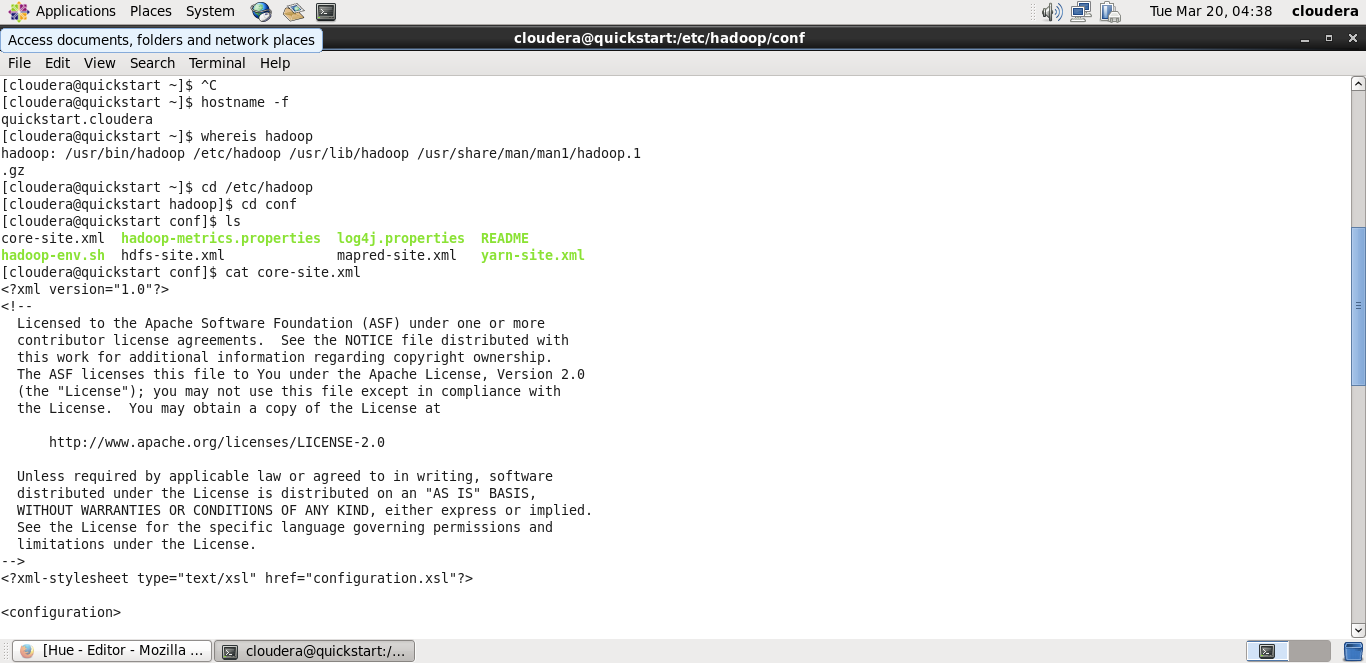 Applications Places System Tue Mar 20, 04:38 cloudera
Access documents, folders and network places
cloudera@quickstart:/etc/hadoop/conf
File Edit View Search Terminal Help
[cloudera@quickstart ~]$ ^C
[cloudera@quickstart ~]$ hostname -f
quickstart.cloudera
[cloudera@quickstart ~]$ whereis hadoop
hadoop: /usr/bin/hadoop /etc/hadoop /usr/lib/hadoop /usr/share/man/man1/hadoop.1
.gz
[cloudera@quickstart ~]$ cd /etc/hadoop
[cloudera@quickstart hadoop]$ cd conf
[cloudera@quickstart conf]$ ls
core-site.xml  hadoop-metrics.properties  log4j.properties  README
hadoop-env.sh  hdfs-site.xml              mapred-site.xml   yarn-site.xml
[cloudera@quickstart conf]$ cat core-site.xml
<?xml version="1.0"?>
<!--
  Licensed to the Apache Software Foundation (ASF) under one or more
  contributor license agreements.  See the NOTICE file distributed with
  this work for additional information regarding copyright ownership.
  The ASF licenses this file to You under the Apache License, Version 2.0
  (the "License"); you may not use this file except in compliance with
  the License.  You may obtain a copy of the License at

      http://www.apache.org/licenses/LICENSE-2.0

  Unless required by applicable law or agreed to in writing, software
  distributed under the License is distributed on an "AS IS" BASIS,
  WITHOUT WARRANTIES OR CONDITIONS OF ANY KIND, either express or implied.
  See the License for the specific language governing permissions and
  limitations under the License.
-->
<?xml-stylesheet type="text/xsl" href="configuration.xsl"?>

<configuration>
[Hue - Editor - Mozilla ... cloudera@quickstart:/...